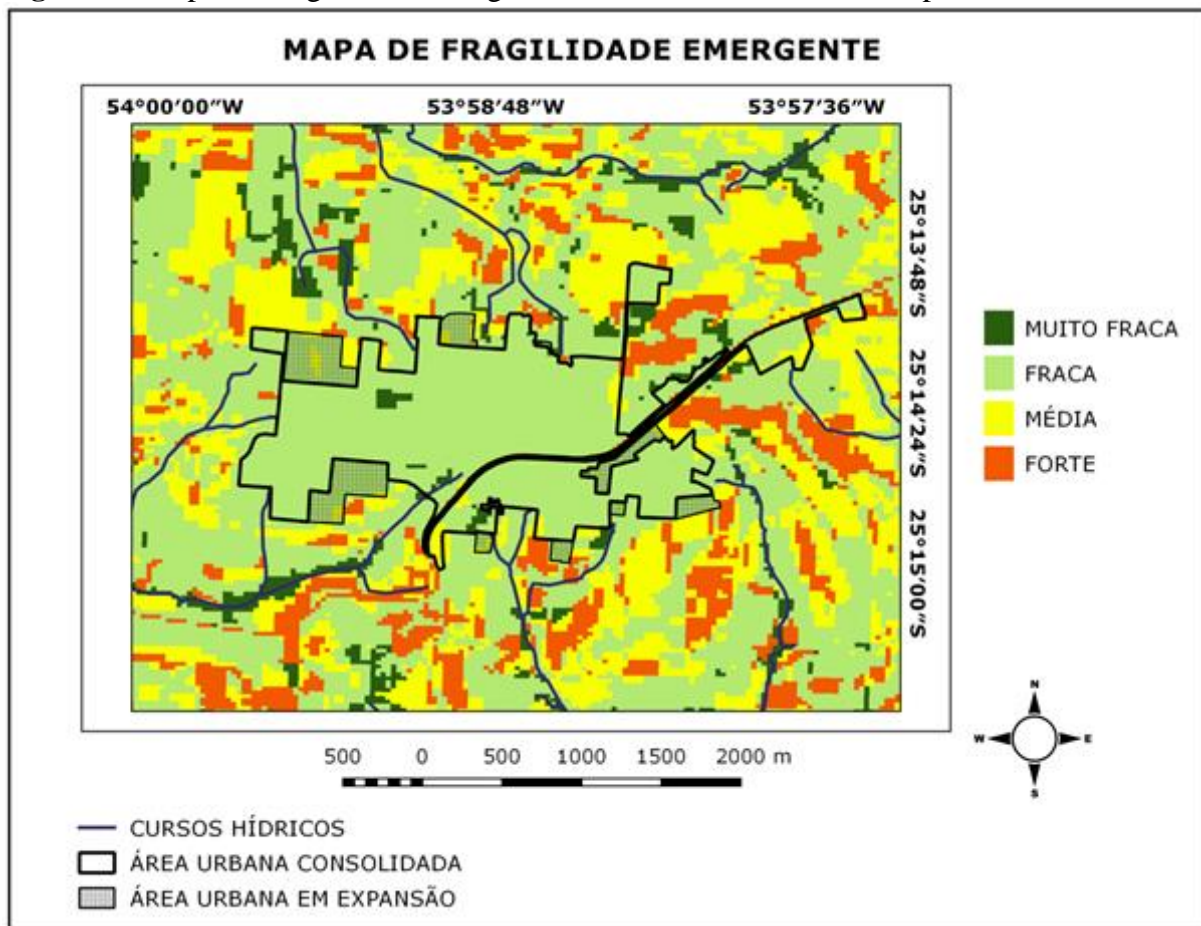 MAPA DE FRAGILIDADE EMERGENTE
54°00'00"W 53°58'48"W 53°57'36"W
25°13'48"S
25°14'24"S
25°15'00"S
MUITO FRACA
FRACA
MÉDIA
FORTE
N
W E
S
500 0 500 1000 1500 2000 m
CURSOS HÍDRICOS
ÁREA URBANA CONSOLIDADA
ÁREA URBANA EM EXPANSÃO